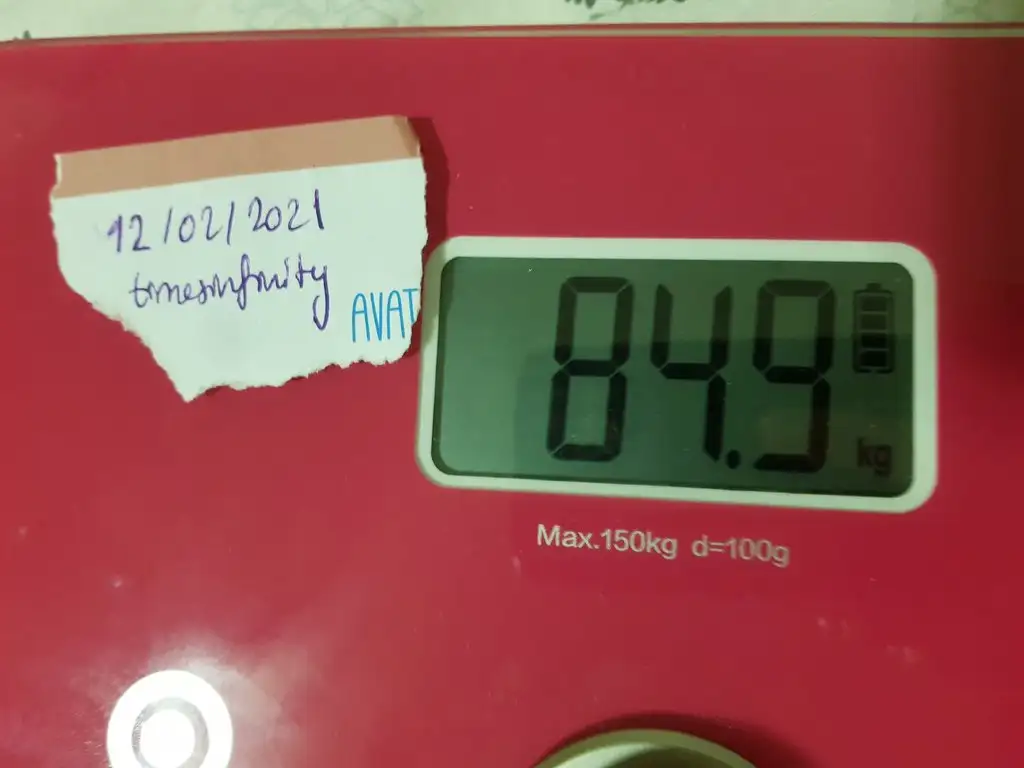 12/02/2021
timesinfinity
AVAT
84.9
kg
Max.150kg d=100g